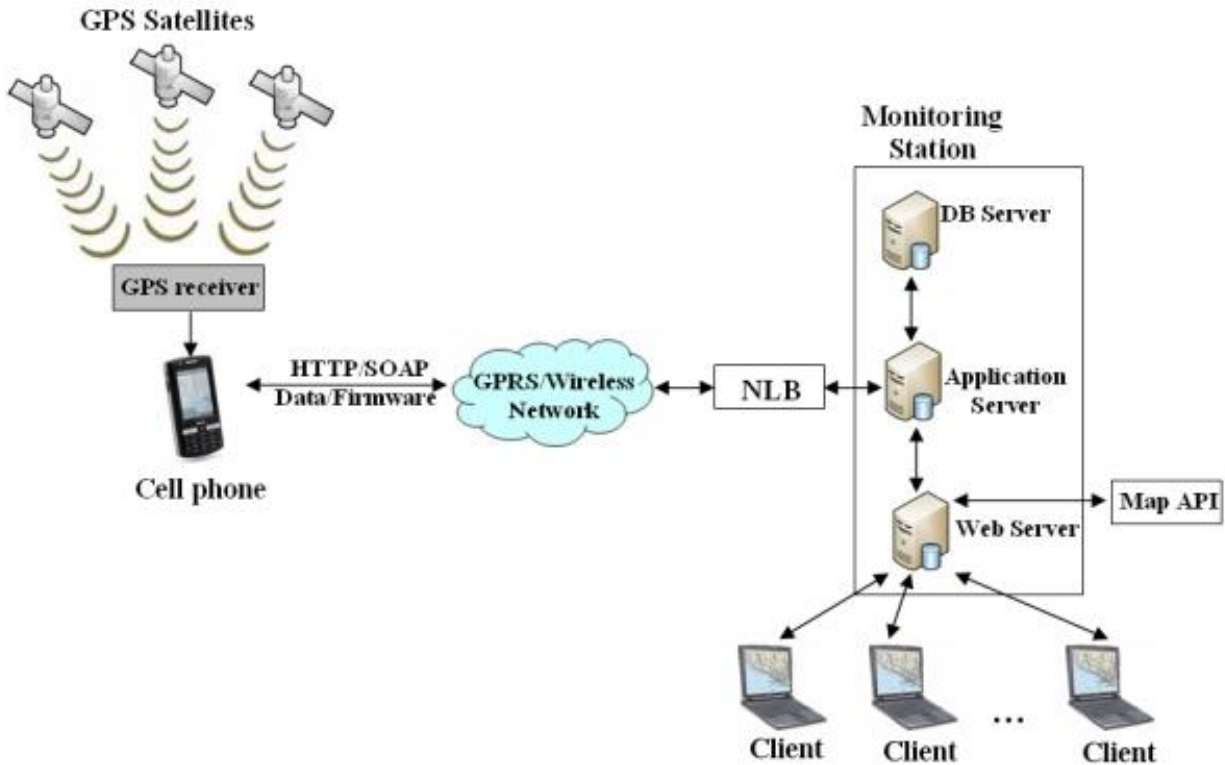 GPS Satellites
GPS receiver
Cell phone
HTTP/SOAP
Data/Firmware
GPRS/Wireless
Network
NLB
Monitoring
Station
DB Server
Application
Server
Web Server
Map API
Client
Client
...
Client